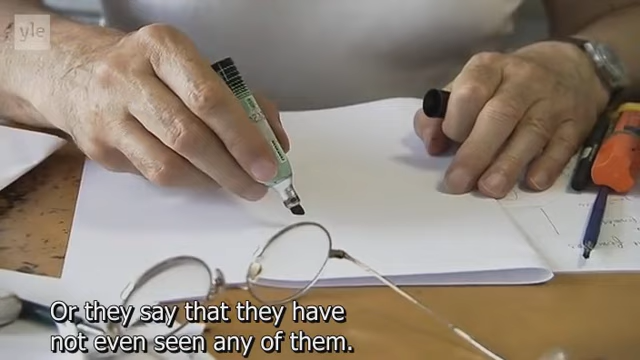 yle
Or they say that they have
not even seen any of them.